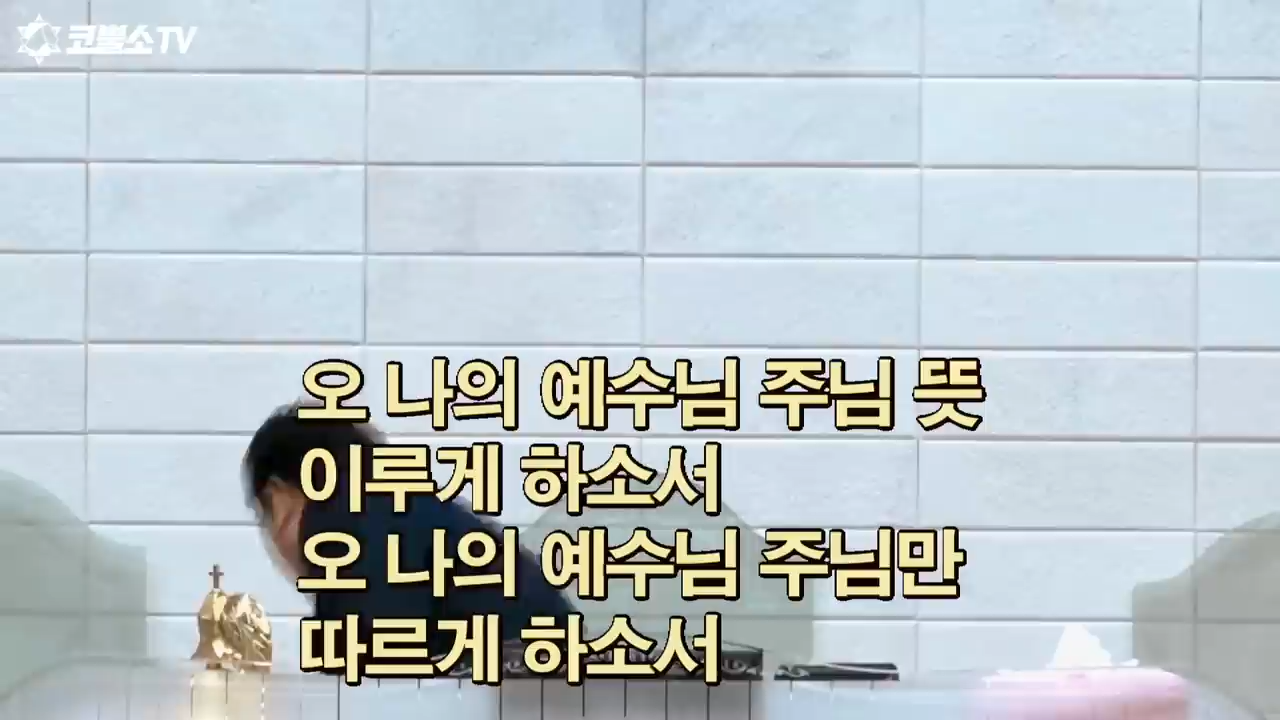 코뿔소TV
오 나의 예수님 주님 뜻
이루게 하소서
오 나의 예수님 주님만
따르게 하소서